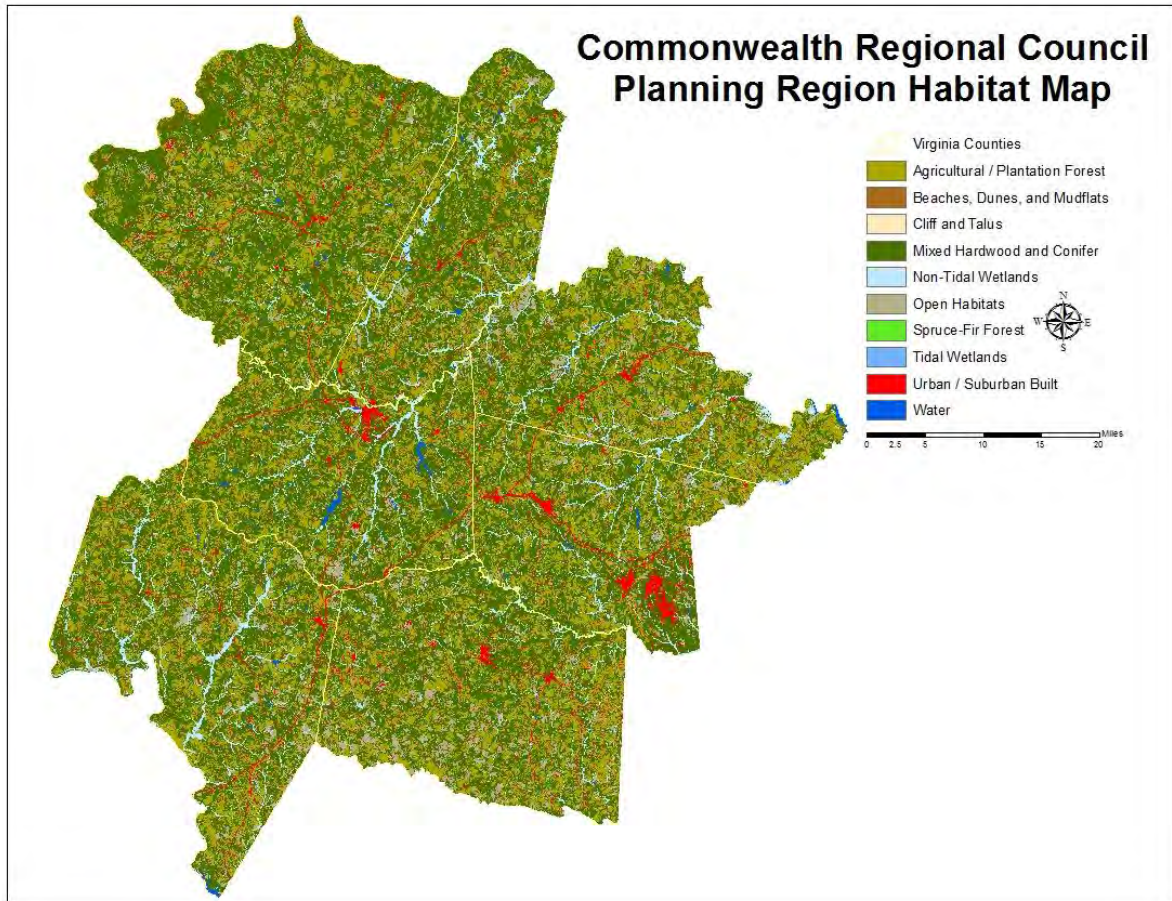 Commonwealth Regional Council
Planning Region Habitat Map
Virginia Counties
Agricultural / Plantation Forest
Beaches, Dunes, and Mudflats
Cliff and Talus
Mixed Hardwood and Conifer
Non-Tidal Wetlands
Open Habitats
Spruce-Fir Forest
Tidal Wetlands
Urban / Suburban Built
Water
N
W E
S
Miles
0 2.5 5 10 15 20